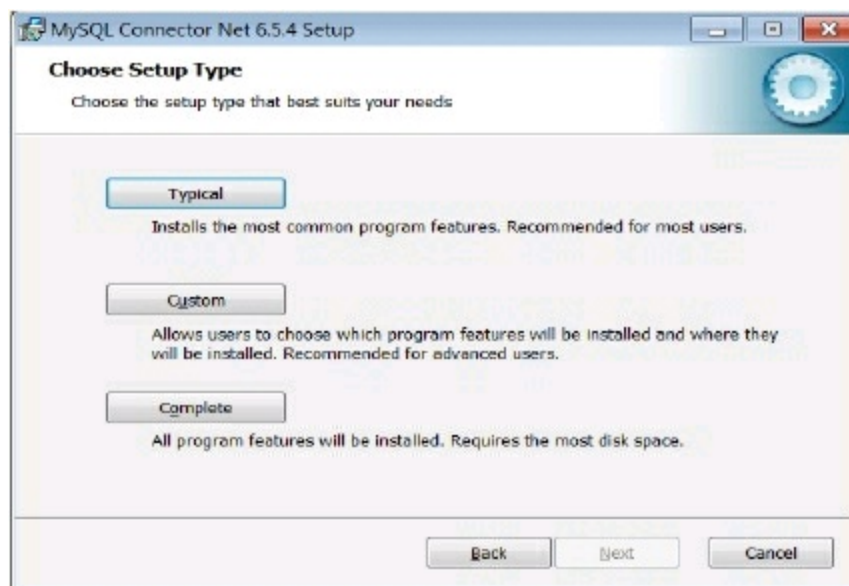 MySQL Connector Net 6.5.4 Setup
Choose Setup Type
Choose the setup type that best suits your needs
Typical
Installs the most common program features. Recommended for most users.
Custom
Allows users to choose which program features will be installed and where they
will be installed. Recommended for advanced users.
Complete
All program features will be installed. Requires the most disk space.
Back
Next
Cancel